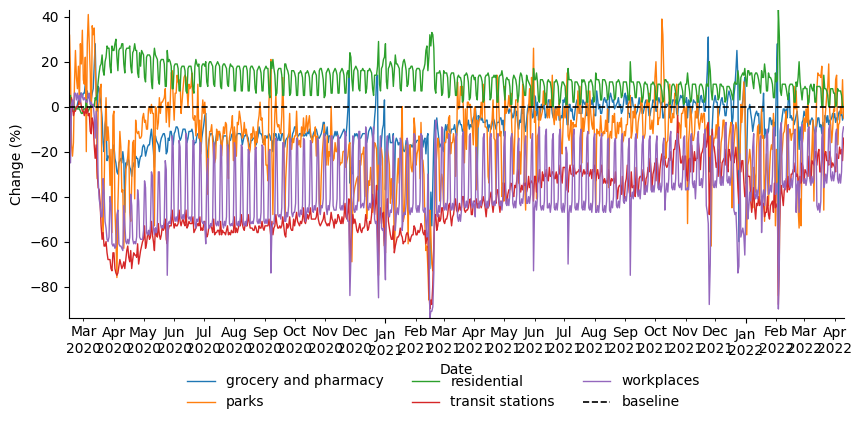 Change (%)
40
20
0
−20
−40
−60
−80
Mar Apr May Jun Jul Aug Sep Oct Nov Dec Jan Feb Mar Apr May Jun Jul Aug Sep Oct Nov Dec Jan Feb Mar Apr
2020 2020 2020 2020 2020 2020 2020 2020 2020 2020 2021 2021 2021 2021 2021 2021 2021 2021 2021 2021 2021 2021 2022 2022 2022 2022
Date
grocery and pharmacy residential workplaces
parks transit stations baseline